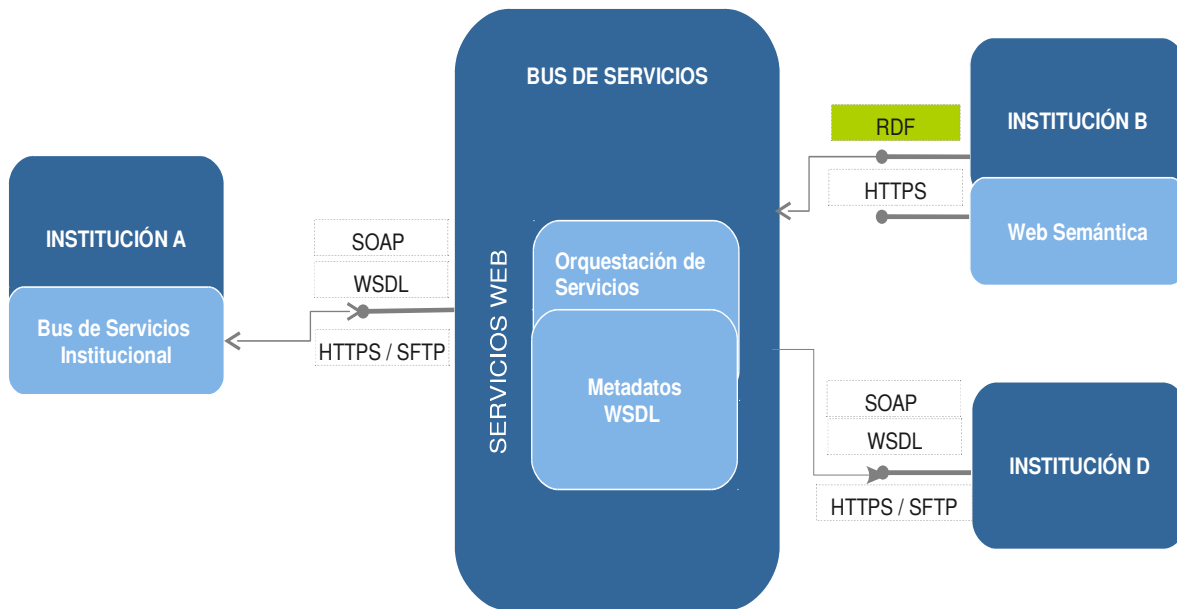 BUS DE SERVICIOS
INSTITUCIÓN A
Bus de Servicios
Institucional
SOAP
WSDL
HTTPS / SFTP
SERVICIOS WEB
Orquestación de
Servicios
Metadatos
WSDL
RDF
HTTPS
INSTITUCIÓN B
Web Semántica
SOAP
WSDL
HTTPS / SFTP
INSTITUCIÓN D